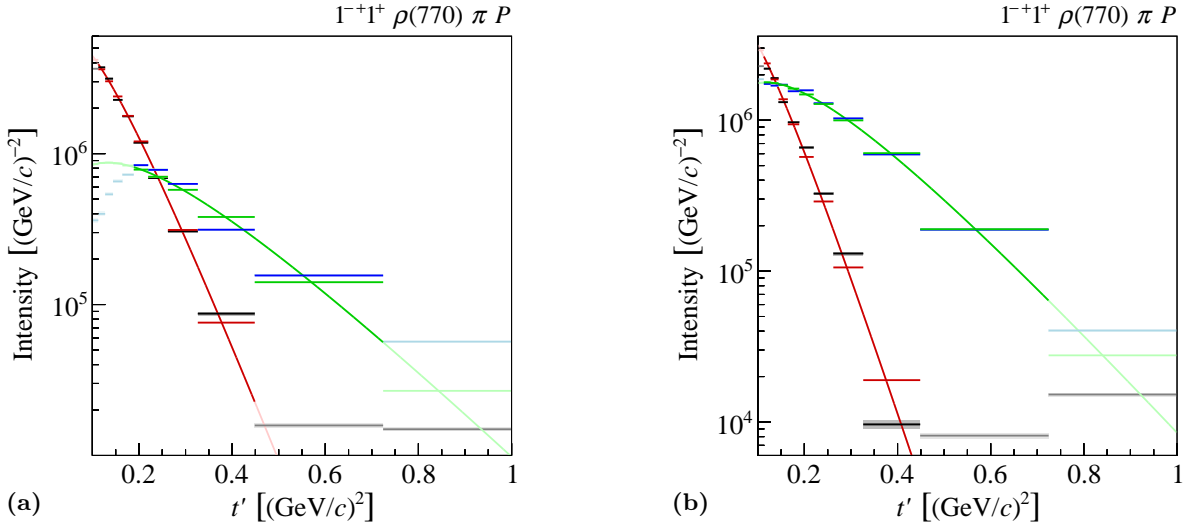 1⁻⁺1⁺ ρ(770) π P
Intensity [(GeV/c)⁻²]
10⁶
10⁵
0.2 0.4 0.6 0.8 1
(a) t′ [(GeV/c)²]
1⁻⁺1⁺ ρ(770) π P
Intensity [(GeV/c)⁻²]
10⁶
10⁵
10⁴
0.2 0.4 0.6 0.8 1
(b) t′ [(GeV/c)²]